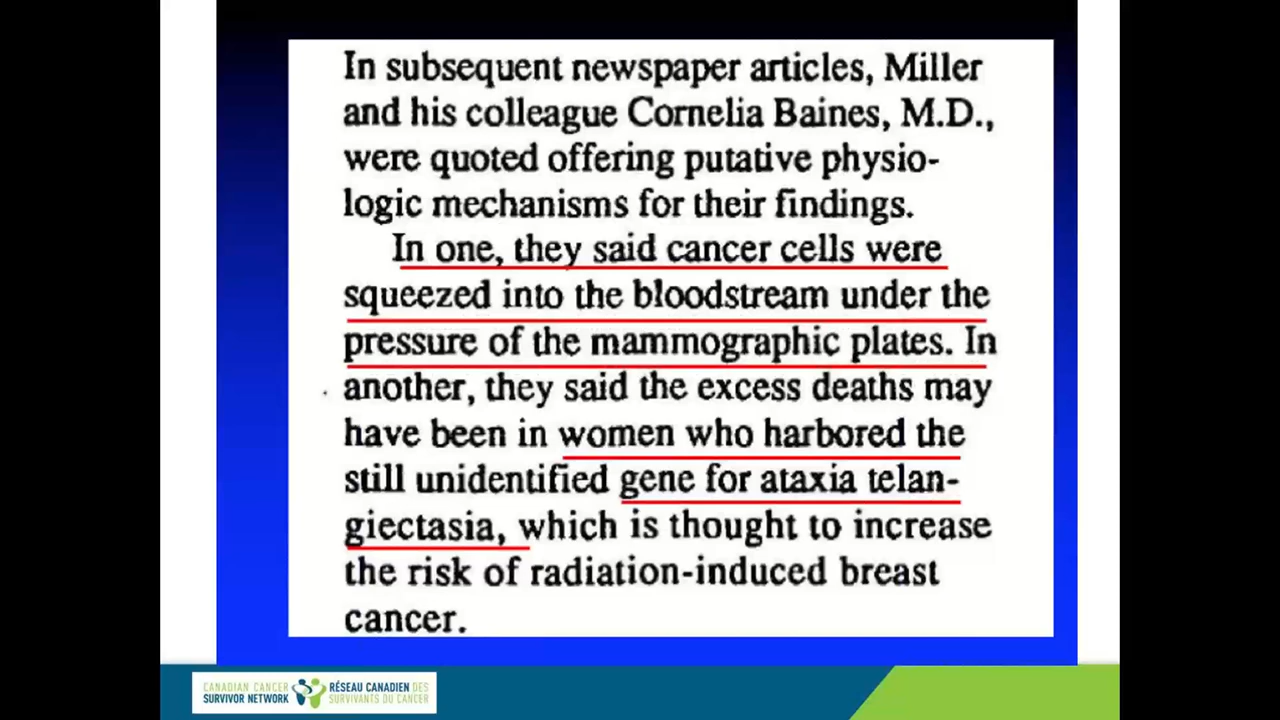 In subsequent newspaper articles, Miller
and his colleague Cornelia Baines, M.D.,
were quoted offering putative physio-
logic mechanisms for their findings.
In one, they said cancer cells were
squeezed into the bloodstream under the
pressure of the mammographic plates. In
another, they said the excess deaths may
have been in women who harbored the
still unidentified gene for ataxia telan-
giectasia, which is thought to increase
the risk of radiation-induced breast
cancer.
CANADIAN CANCER
SURVIVOR NETWORK
RÉSEAU CANADIEN DES
SURVIVANTS DU CANCER